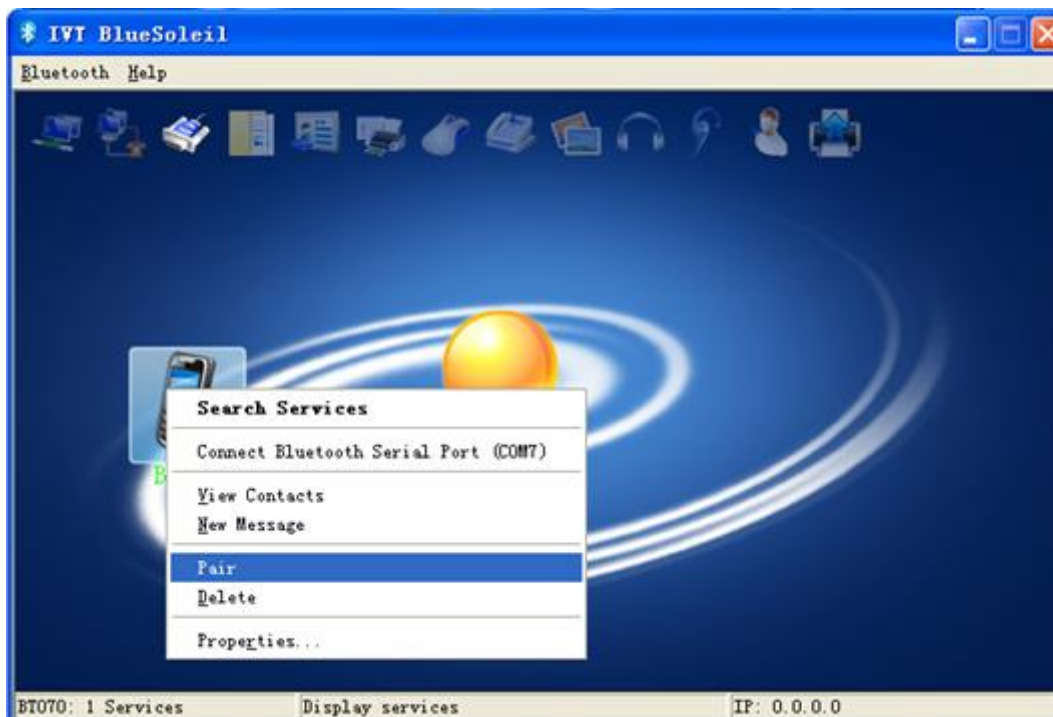 IVT BlueSoleil
Bluetooth Help
B
Search Services
Connect Bluetooth Serial Port (COM7)
View Contacts
New Message
Pair
Delete
Properties...
BT070: 1 Services Display services IP: 0.0.0.0